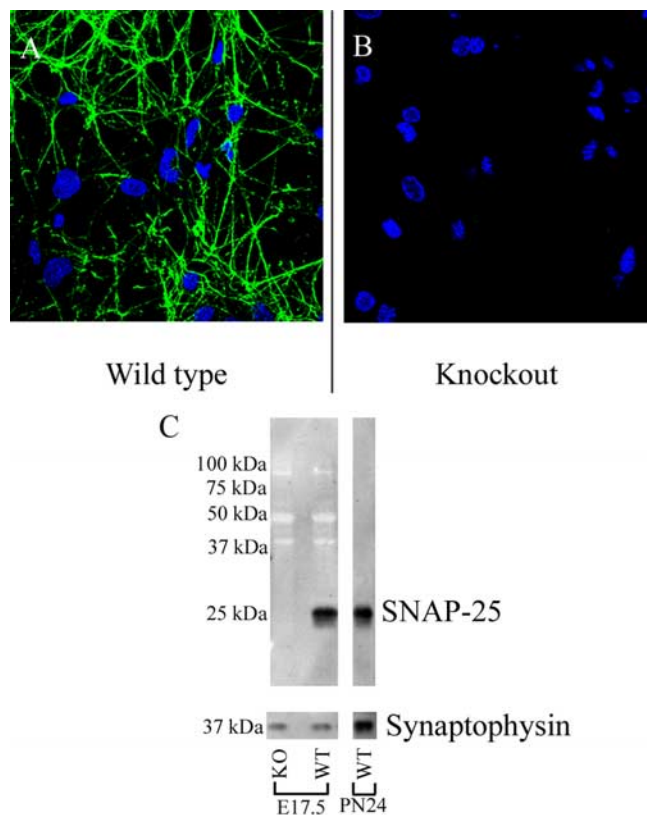 A
B
Wild type
Knockout
C
100 kDa
75 kDa
50 kDa
37 kDa
25 kDa
SNAP-25
37 kDa
Synaptophysin
KO
WT
WT
E17.5
PN24